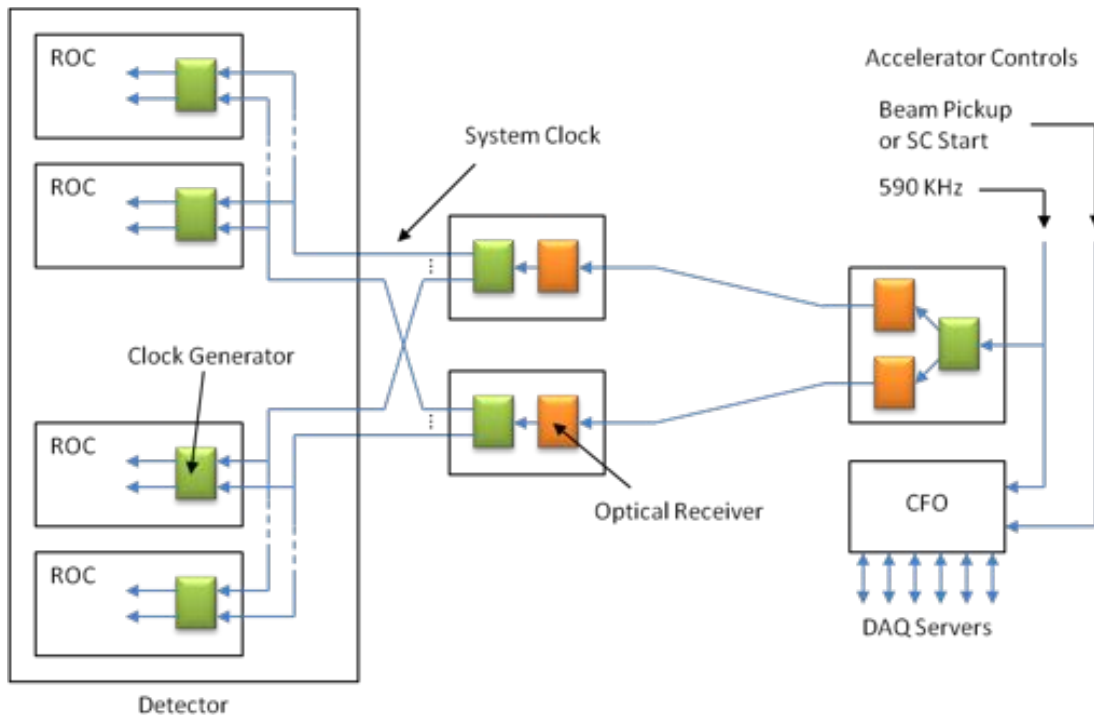 ROC
ROC
System Clock
Accelerator Controls
Beam Pickup
or SC Start
590 KHz
Clock Generator
ROC
Optical Receiver
CFO
ROC
DAQ Servers
Detector